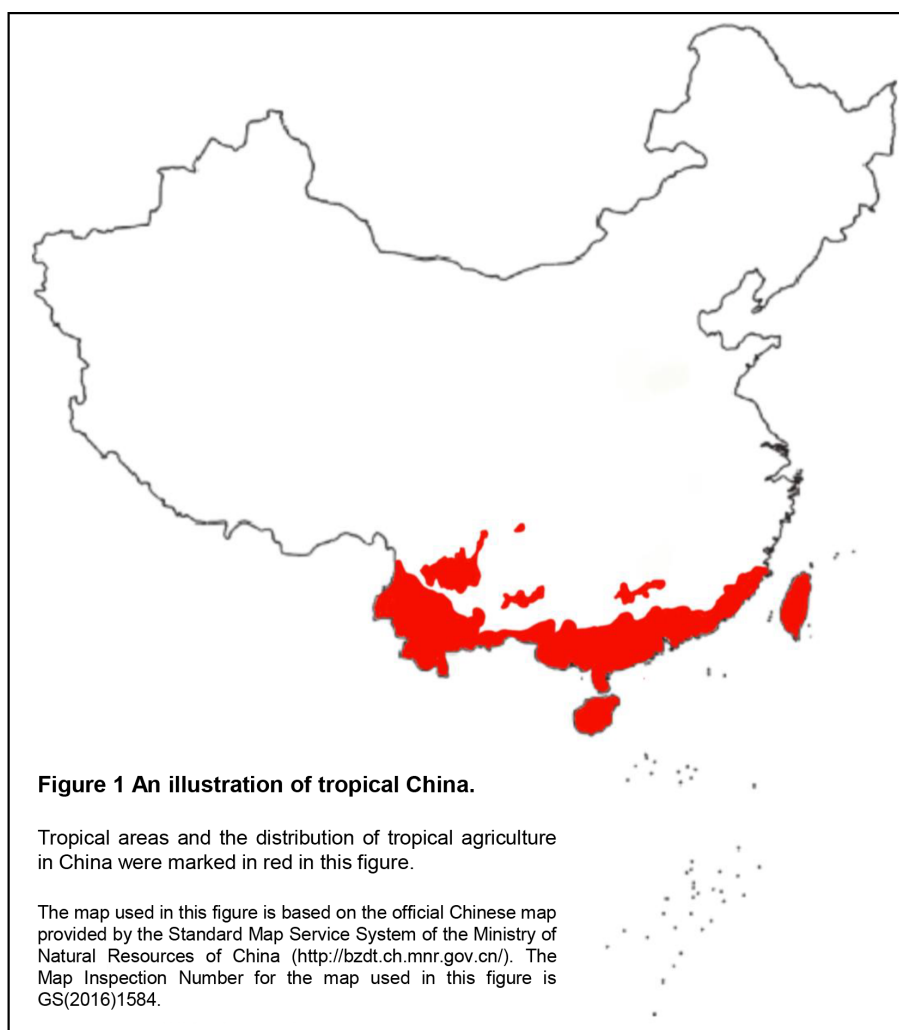 Figure 1 An illustration of tropical China.
Tropical areas and the distribution of tropical agriculture
in China were marked in red in this figure.
The map used in this figure is based on the official Chinese map
provided by the Standard Map Service System of the Ministry of
Natural Resources of China (http://bzdt.ch.mnr.gov.cn/). The
Map Inspection Number for the map used in this figure is
GS(2016)1584.